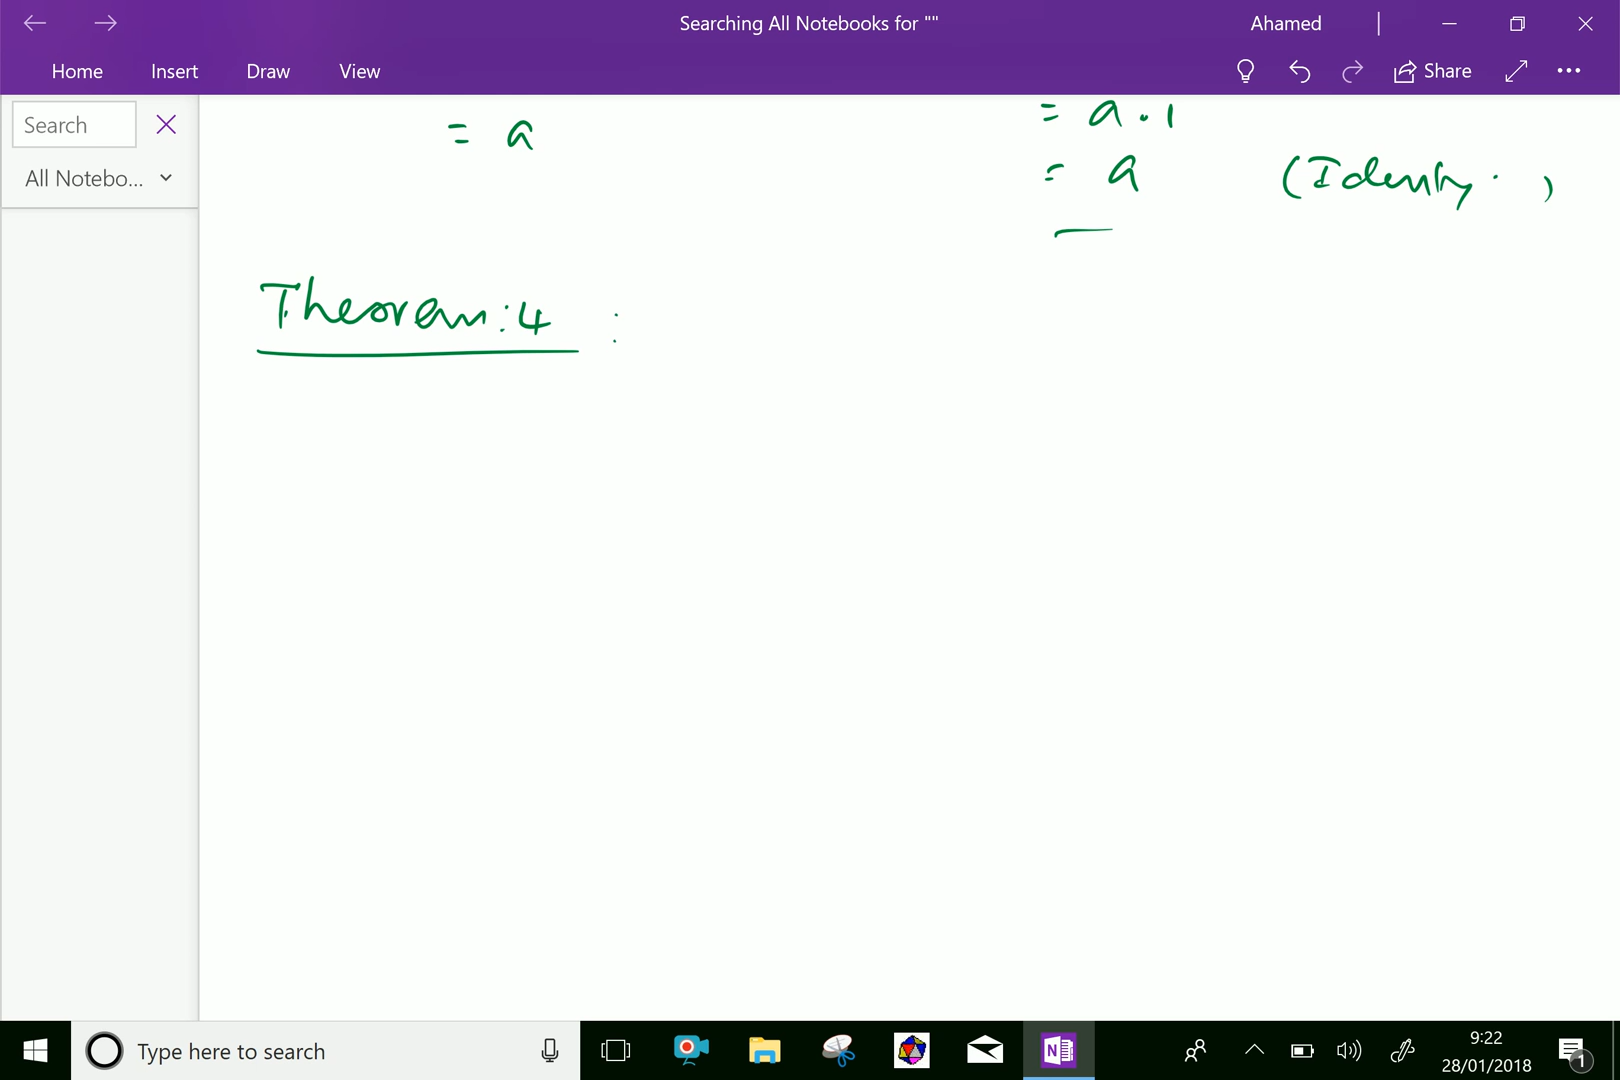 Searching All Notebooks for ""
Ahamed
Home Insert Draw View
Share
Search
All Notebo...
= a
= a . 1
= a (Identity . )
Theorem : 4 :
Type here to search
9:22
28/01/2018
1